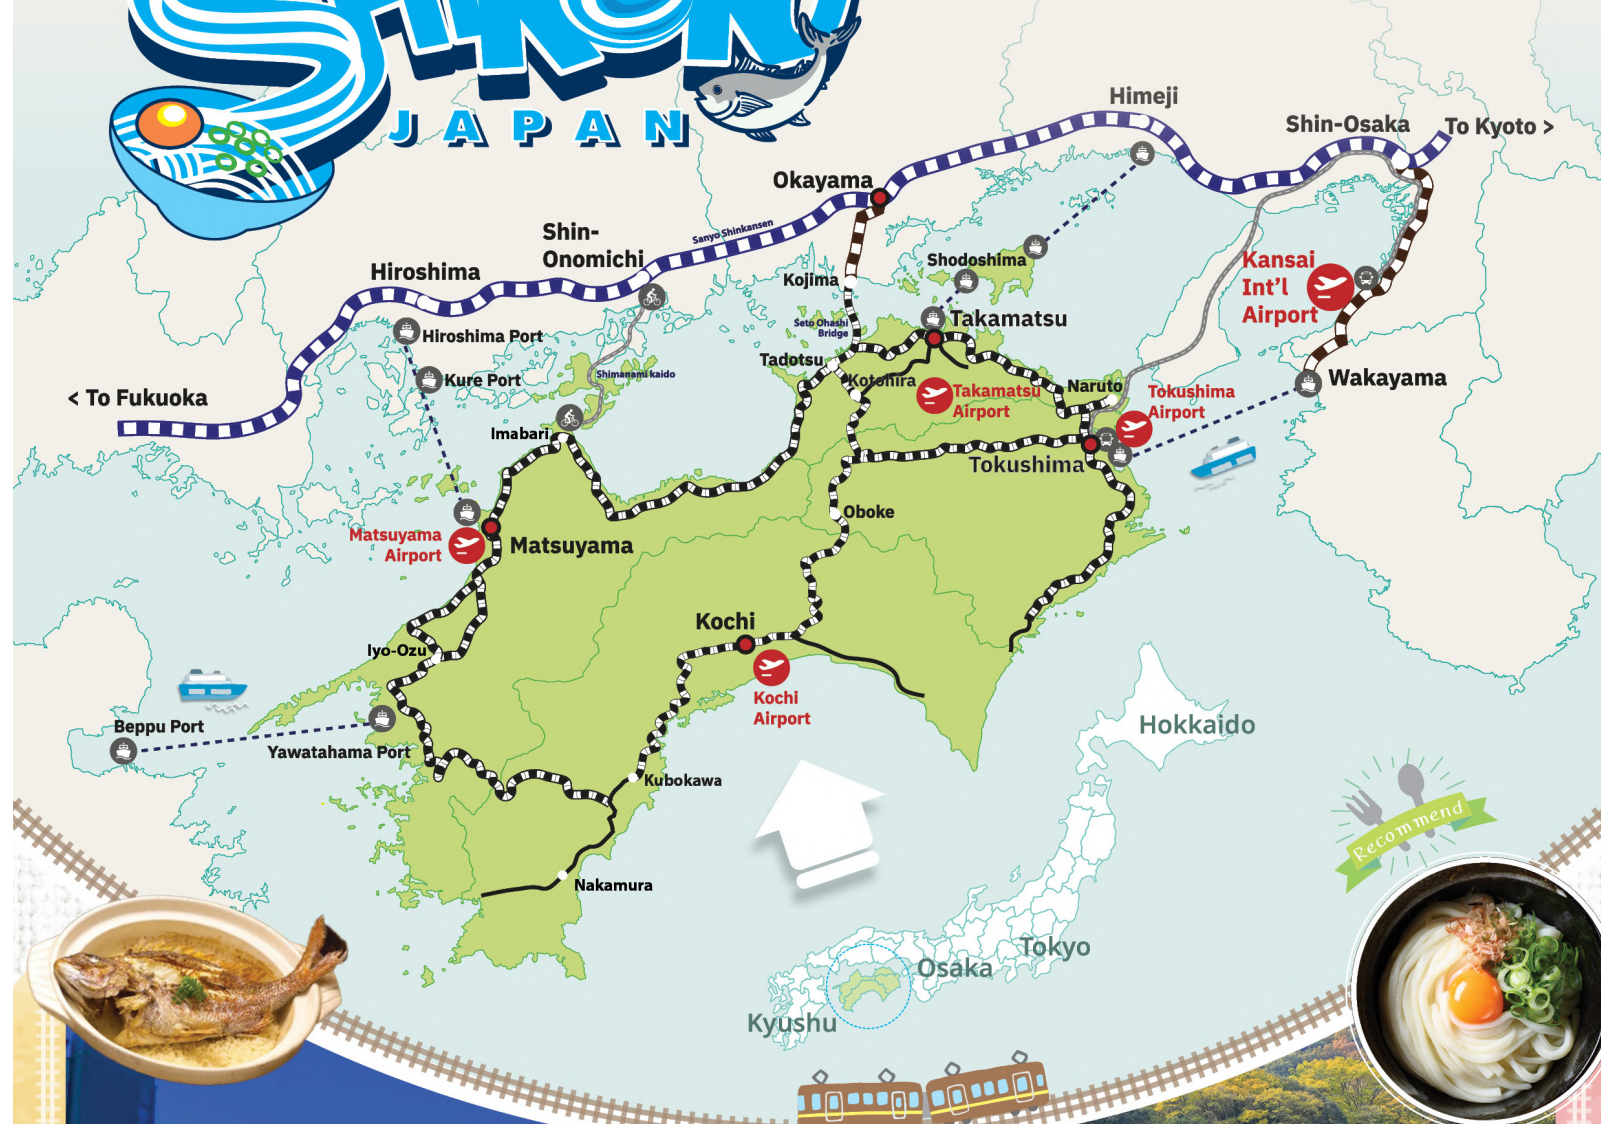 JAPAN
Himeji
Shin-Osaka
To Kyoto >
Okayama
Sanyo Shinkansen
Shin-
Onomichi
Hiroshima
Shodoshima
Kansai
Int'l
Airport
Kojima
Seto Ohashi
Bridge
Takamatsu
Hiroshima Port
Tadotsu
Kotohira
Shimanami kaido
Kure Port
Takamatsu
Airport
Naruto
Tokushima
Airport
Wakayama
< To Fukuoka
Imabari
Tokushima
Oboke
Matsuyama
Airport
Matsuyama
Kochi
Iyo-Ozu
Kochi
Airport
Beppu Port
Yawatahama Port
Kubokawa
Hokkaido
Recommend
Nakamura
Tokyo
Osaka
Kyushu